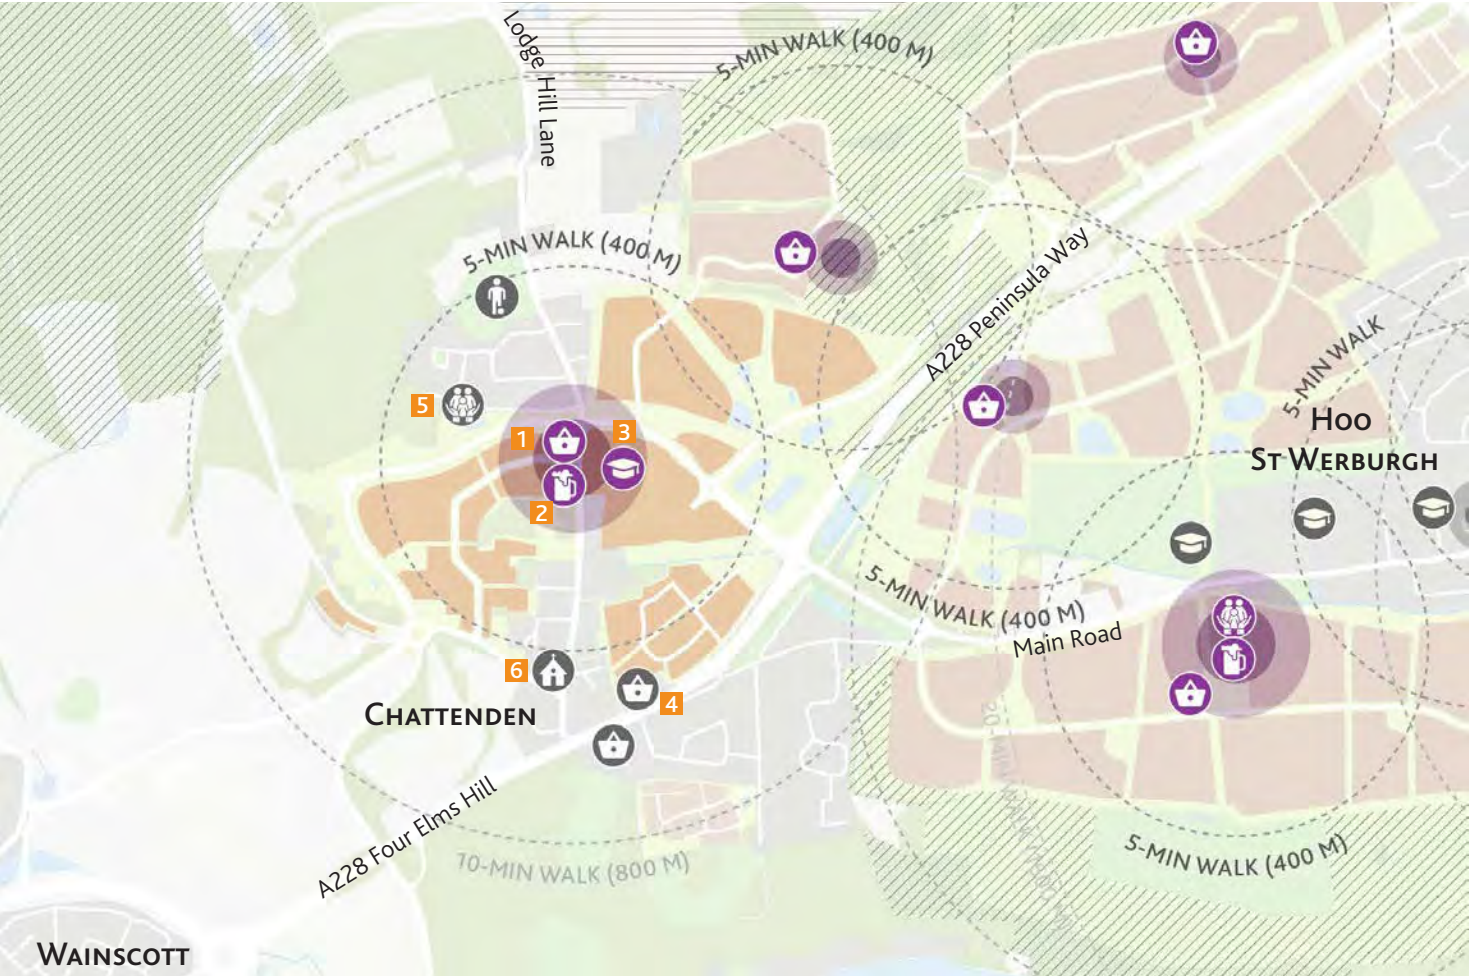 Lodge Hill Lane
5-MIN WALK (400 M)
5-MIN WALK (400 M)
A228 Peninsula Way
5-MIN WALK
Hoo
St Werburgh
5
1
3
2
5-MIN WALK (400 M)
Main Road
6
4
Chattenden
A228 Four Elms Hill
10-MIN WALK (800 M)
5-MIN WALK (400 M)
Wainscott